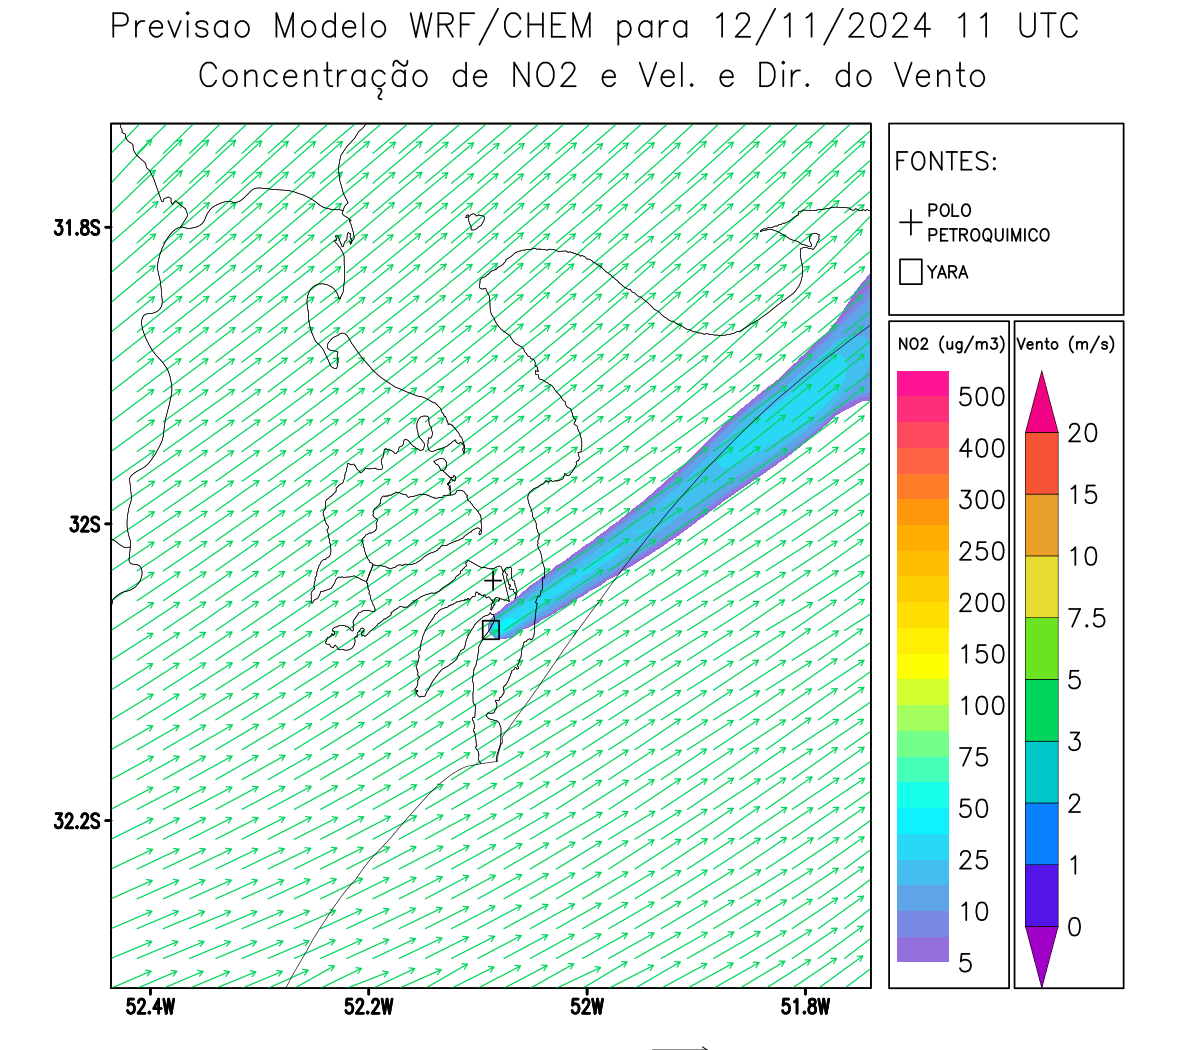 Previsao Modelo WRF/CHEM para 12/11/2024 11 UTC
Concentração de NO2 e Vel. e Dir. do Vento
FONTES:
POLO
PETROQUIMICO
YARA
31.8S
32S
32.2S
52.4W
52.2W
52W
51.8W
NO2 (ug/m3)
500
400
300
250
200
150
100
75
50
25
10
5
Vento (m/s)
20
15
10
7.5
5
3
2
1
0